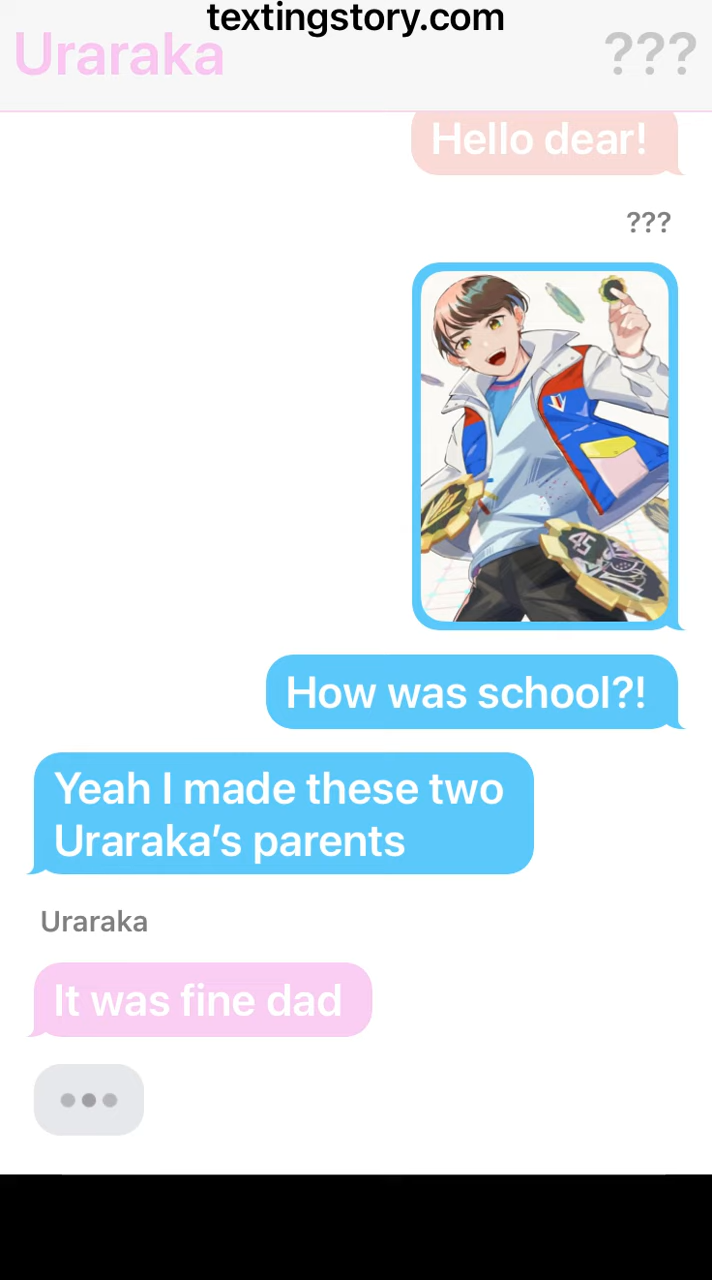 textingstory.com
Uraraka
???
Hello dear!
???
45
How was school?!
Yeah I made these two
Uraraka’s parents
Uraraka
It was fine dad